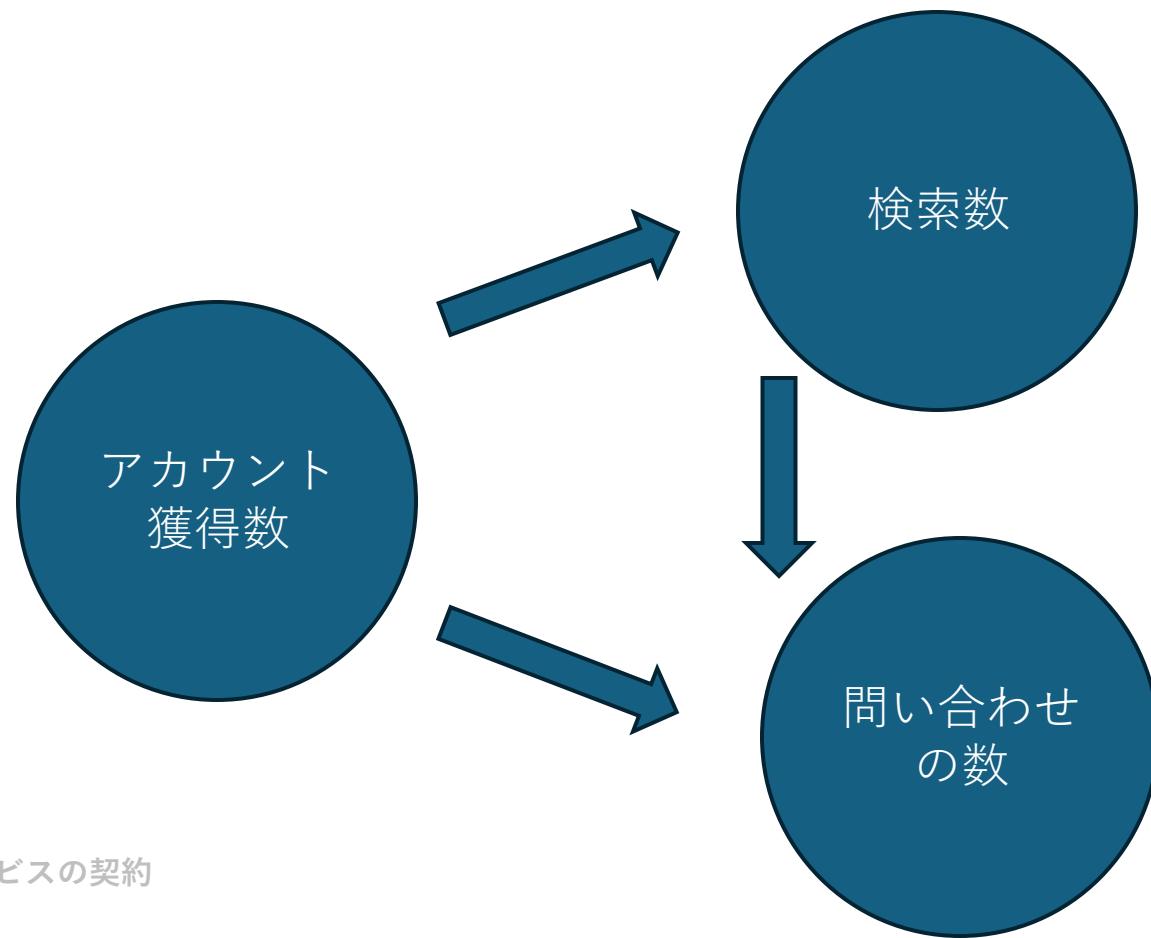 検索数
アカウント
獲得数
問い合わせ
の数
ビスの契約